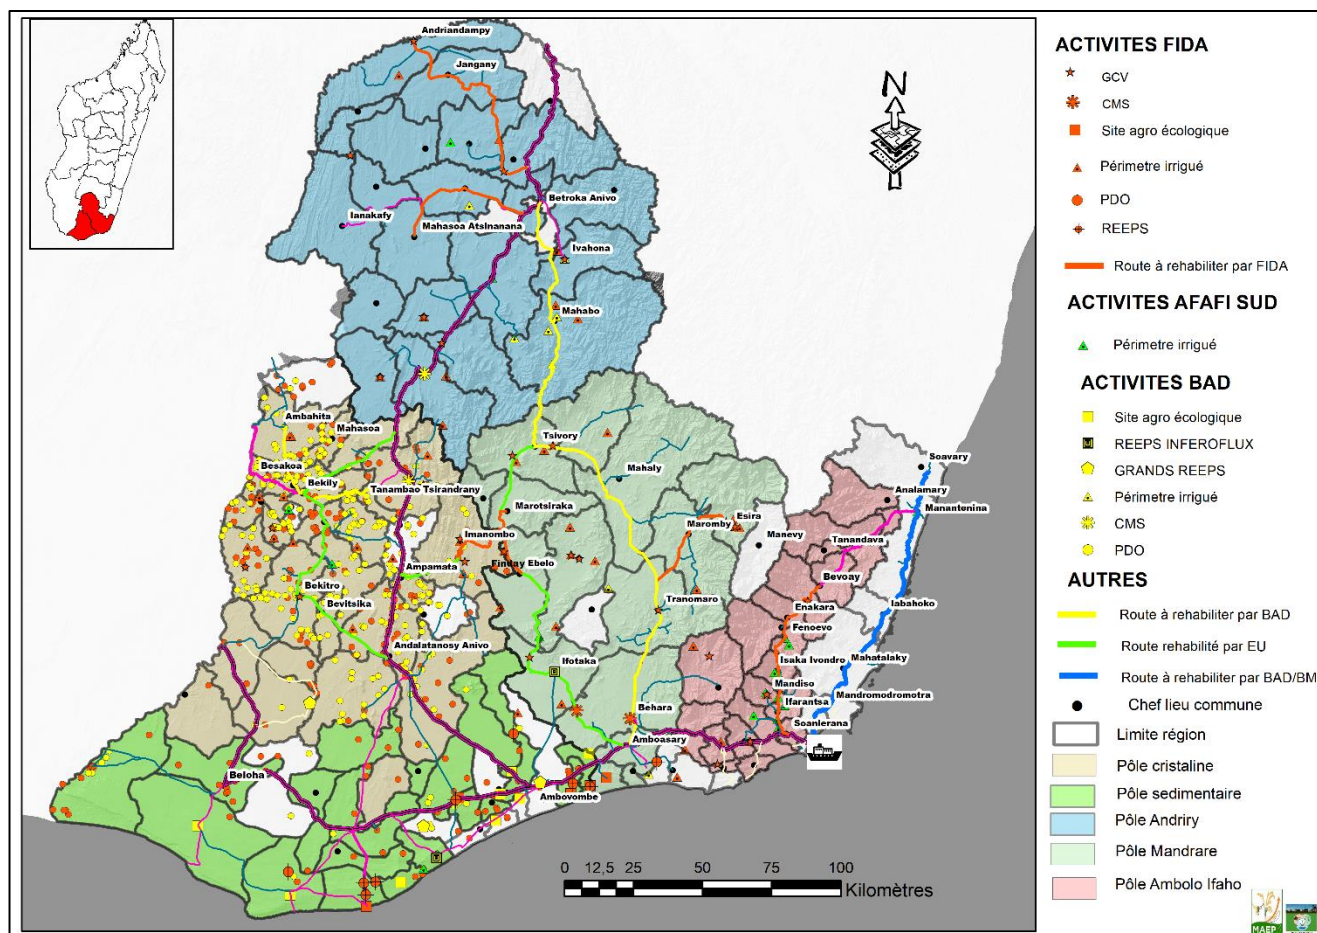 Andriandampy
Jangany
N
Betroka Anivo
Ianakafy
Mahasoa Atsinanana
Ivahona
Mahabo
Ambahita
Mahasoa
Tsivory
Besakoa
Mahaly
Soavary
Bekily
Tanambao Tsirandrany
Analamary
Manantenina
Marotsiraka
Esira
Maromby
Manevy
Imanombo
Tanandava
Finday Ebelo
Ampamata
Bevoay
Bekitro
Bevitsika
Tranomaro
Enakara
Iabahoko
Fenoevo
Andalatanosy Anivo
Ifotaka
Isaka Ivondro
Mahatalaky
Mandiso
Mandromodromotra
Ifarantsa
Behara
Soanierana
Amboasary
Beloha
Ambovombe
0 12,5 25 50 75 100
Kilomètres
ACTIVITES FIDA
GCV
CMS
Site agro écologique
Périmetre irrigué
PDO
REEPS
Route à rehabiliter par FIDA
ACTIVITES AFAFI SUD
Périmetre irrigué
ACTIVITES BAD
Site agro écologique
REEPS INFEROFLUX
GRANDS REEPS
Périmetre irrigué
CMS
PDO
AUTRES
Route à rehabiliter par BAD
Route rehabilité par EU
Route à rehabiliter par BAD/BM
Chef lieu commune
Limite région
Pôle cristaline
Pôle sedimentaire
Pôle Andriry
Pôle Mandrare
Pôle Ambolo Ifaho
MAEP